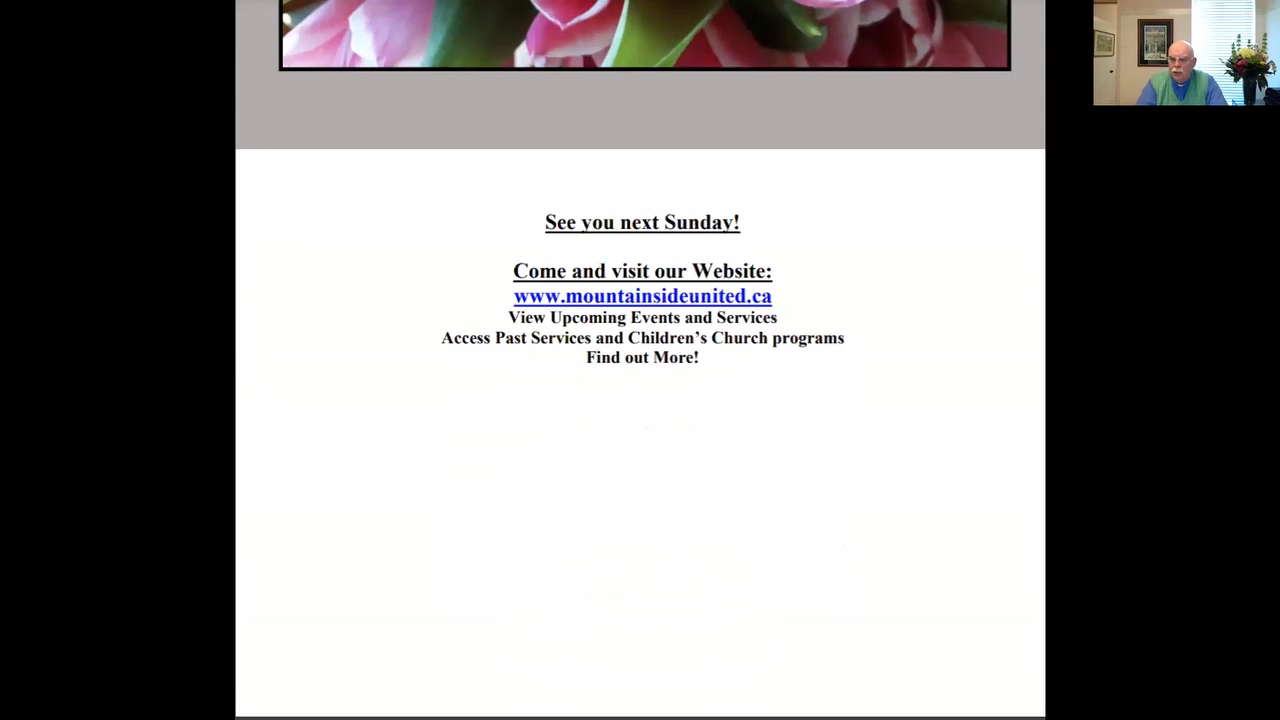 See you next Sunday!
Come and visit our Website:
www.mountainsideunited.ca
View Upcoming Events and Services
Access Past Services and Children’s Church programs
Find out More!